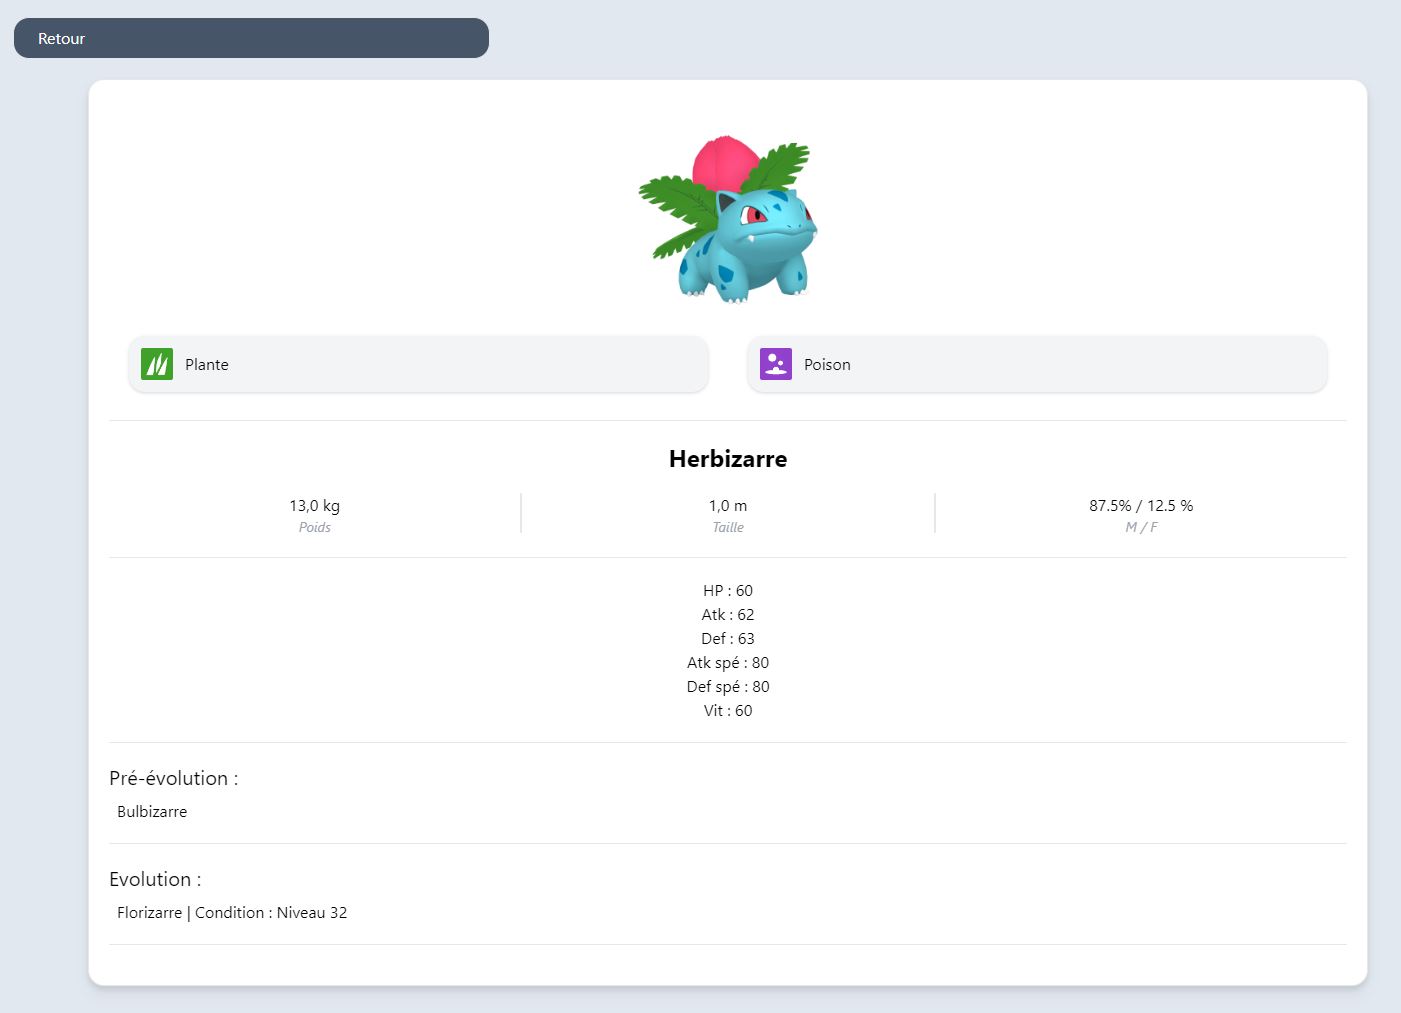 Retour
Plante
Poison
Herbizarre
13,0 kg
Poids
1,0 m
Taille
87.5% / 12.5 %
M / F
HP : 60
Atk : 62
Def : 63
Atk spé : 80
Def spé : 80
Vit : 60
Pré-évolution :
Bulbizarre
Evolution :
Florizarre | Condition : Niveau 32